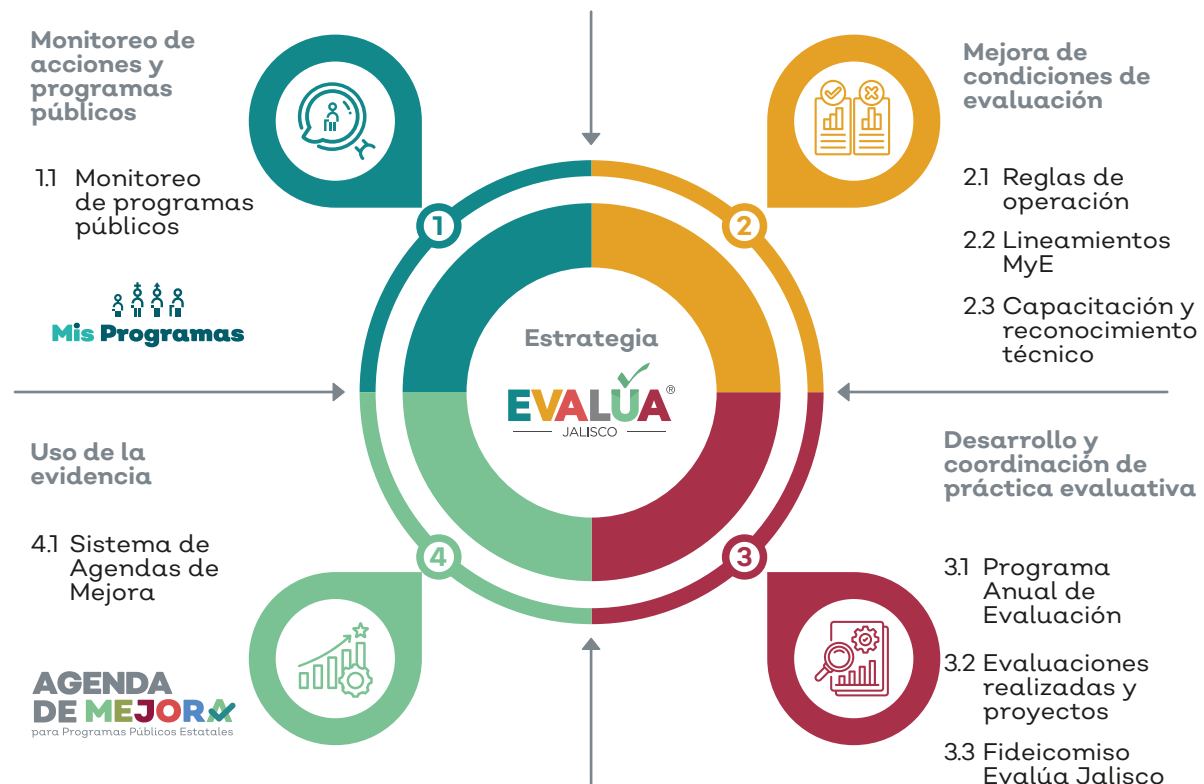 Monitoreo de
acciones y
programas
públicos
1.1 Monitoreo
de programas
públicos
Mis Programas
1
Mejora de
condiciones de
evaluación
2.1 Reglas de
operación
2.2 Lineamientos
MyE
2.3 Capacitación y
reconocimiento
técnico
2
Estrategia
EVALÚA®
JALISCO
Uso de la
evidencia
4.1 Sistema de
Agendas de
Mejora
AGENDA
DE MEJORA
para Programas Públicos Estatales
4
Desarrollo y
coordinación de
práctica evaluativa
3.1 Programa
Anual de
Evaluación
3.2 Evaluaciones
realizadas y
proyectos
3.3 Fideicomiso
Evalúa Jalisco
3